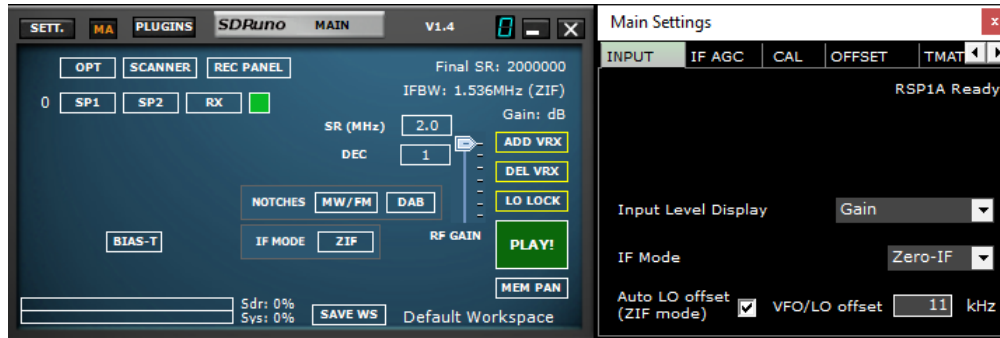 SETT. MA PLUGINS SDRuno MAIN V1.4 0
OPT SCANNER REC PANEL Final SR: 2000000
IFBW: 1.536MHz (ZIF)
0 SP1 SP2 RX Gain: dB
SR (MHz) 2.0 ADD VRX
DEC 1 DEL VRX
NOTCHES MW/FM DAB LO LOCK
BIAS-T IF MODE ZIF RF GAIN PLAY!
MEM PAN
Sdr: 0%
Sys: 0% SAVE WS Default Workspace
Main Settings x
INPUT IF AGC CAL OFFSET TMAT
RSP1A Ready
Input Level Display Gain
IF Mode Zero-IF
Auto LO offset
(ZIF mode) VFO/LO offset 11 kHz